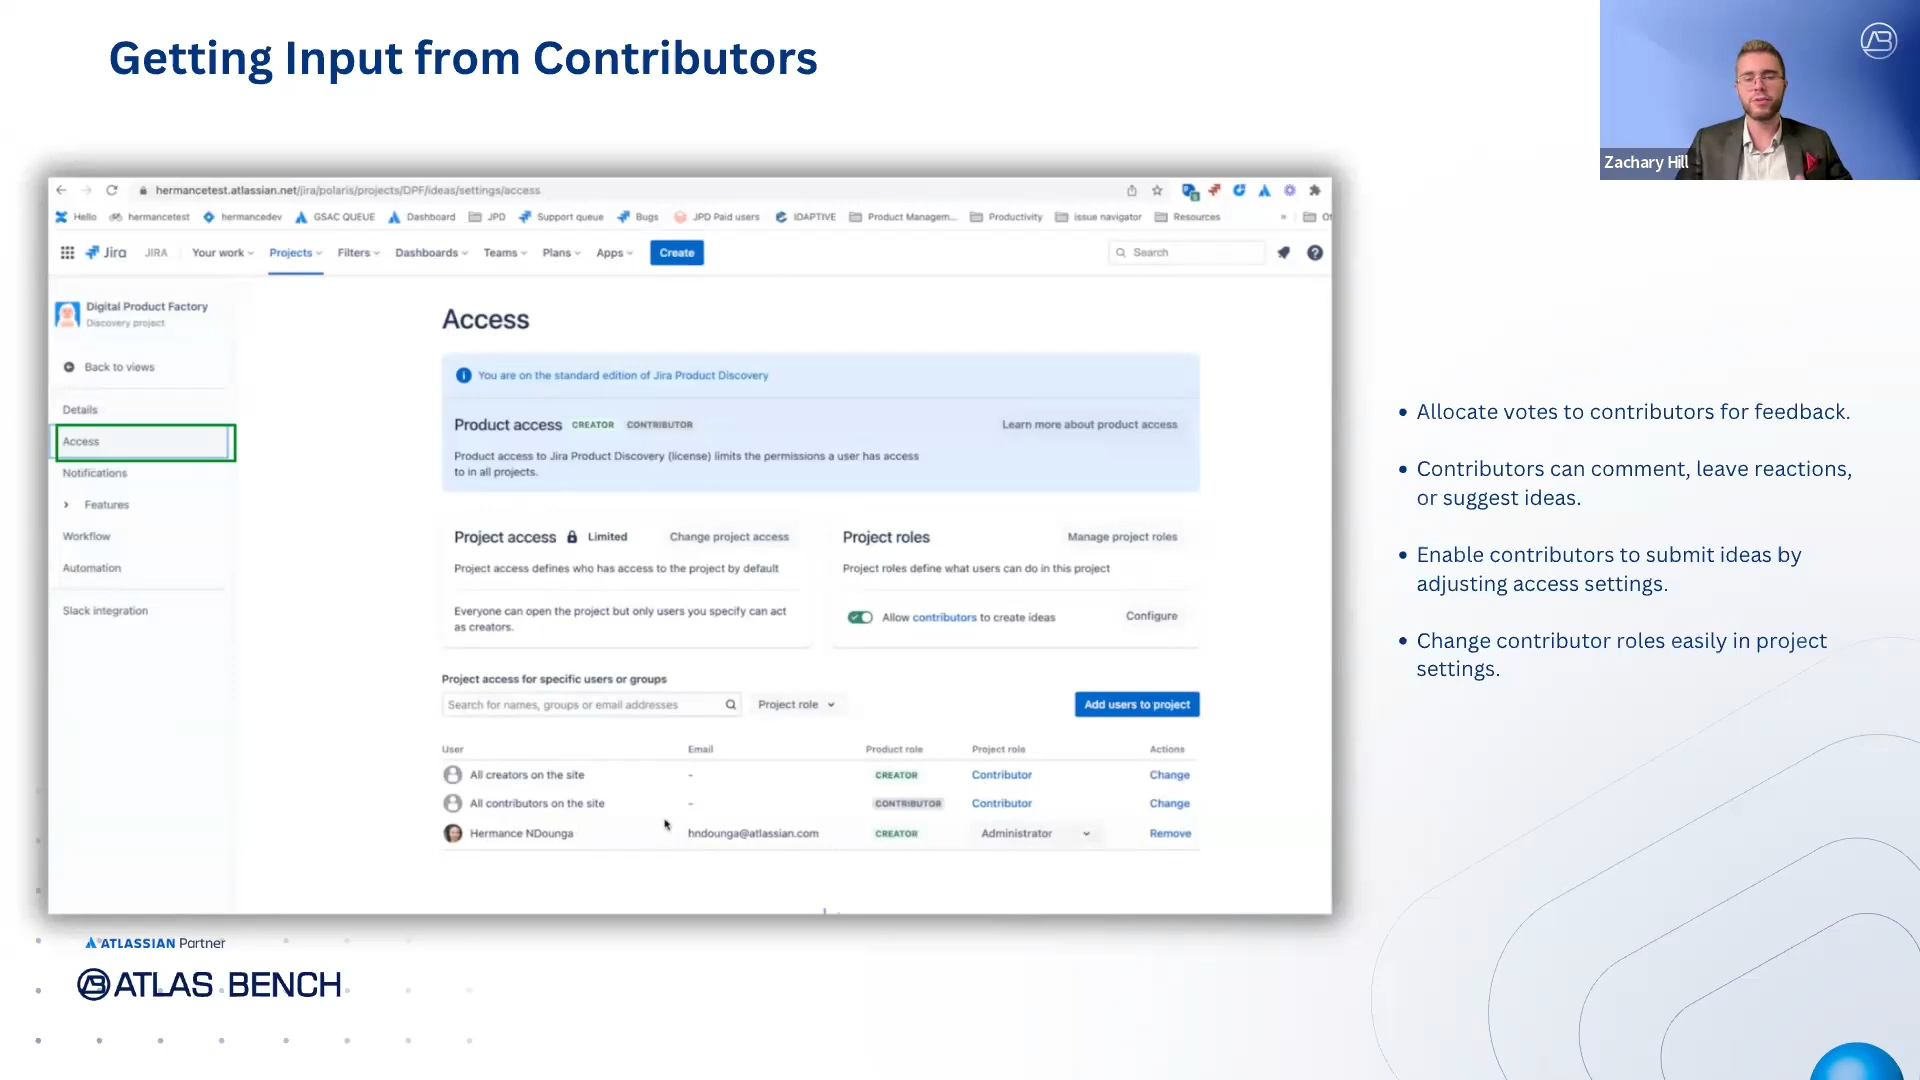 Getting Input from Contributors
Zachary Hill
hermancetest.atlassian.net/jira/polaris/projects/DPF/ideas/settings/access
Hello hermancetest hermancedev GSAC QUEUE Dashboard JPD Support queue Bugs JPD Paid users IDAPTIVE Product Managem... Productivity issue navigator Resources »
Jira JIRA Your work Projects Filters Dashboards Teams Plans Apps Create Search
Digital Product Factory
Discovery project
Back to views
Details
Access
Notifications
Features
Workflow
Automation
Slack integration
Access
You are on the standard edition of Jira Product Discovery
Product access CREATOR CONTRIBUTOR Learn more about product access
Product access to Jira Product Discovery (license) limits the permissions a user has access
to in all projects.
Project access Limited Change project access
Project access defines who has access to the project by default
Everyone can open the project but only users you specify can act
as creators.
Project roles Manage project roles
Project roles define what users can do in this project
Allow contributors to create ideas Configure
Project access for specific users or groups
Search for names, groups or email addresses Project role Add users to project
User Email Product role Project role Actions
All creators on the site - CREATOR Contributor Change
All contributors on the site - CONTRIBUTOR Contributor Change
Hermance NDounga hndounga@atlassian.com CREATOR Administrator Remove
• Allocate votes to contributors for feedback.
• Contributors can comment, leave reactions,
or suggest ideas.
• Enable contributors to submit ideas by
adjusting access settings.
• Change contributor roles easily in project
settings.
ATLASSIAN Partner
ATLAS BENCH